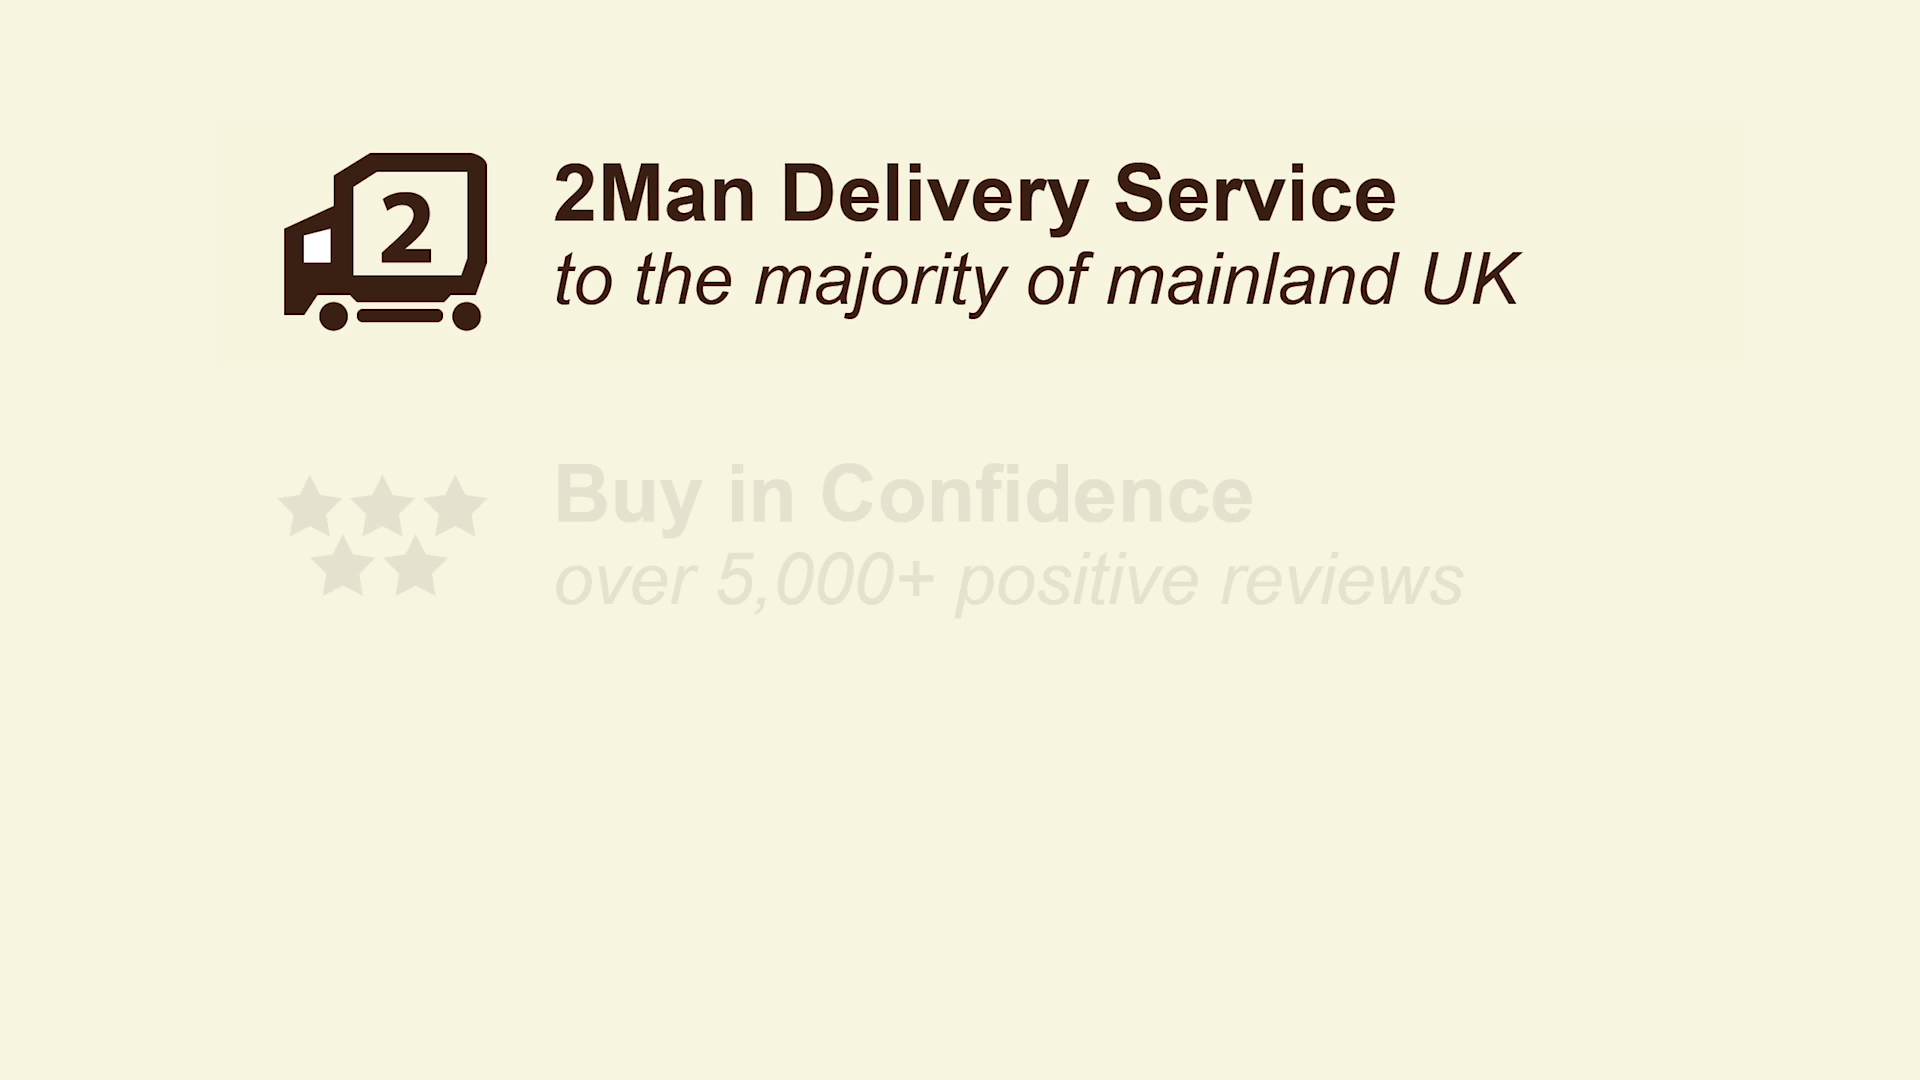 2
2Man Delivery Service
to the majority of mainland UK
Buy in Confidence
over 5,000+ positive reviews